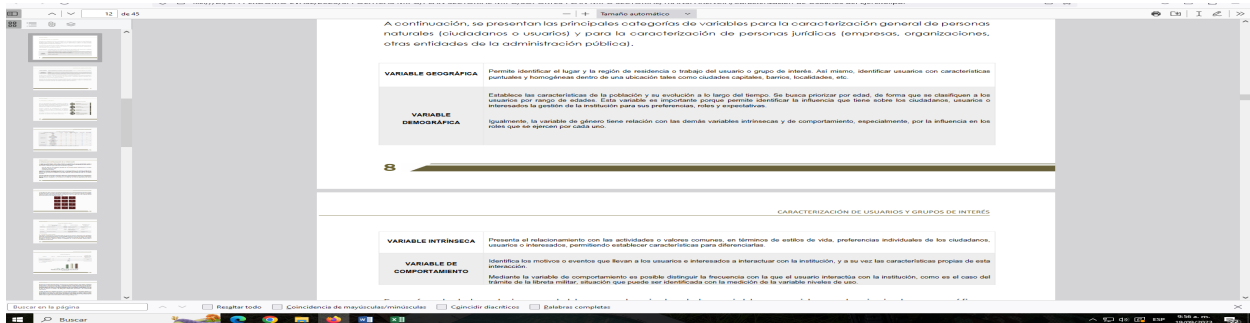 12 de 45
Tamaño automático
A continuación, se presentan las principales categorías de variables para la caracterización general de personas
naturales (ciudadanos o usuarios) y para la caracterización de personas jurídicas (empresas, organizaciones,
otras entidades de la administración pública).
VARIABLE GEOGRÁFICA
Permite identificar el lugar y la región de residencia o trabajo del usuario o grupo de interés. Así mismo, identificar usuarios con características
puntuales y homogéneas dentro de una ubicación tales como ciudades capitales, barrios, localidades, etc.
VARIABLE
DEMOGRÁFICA
Establece las características de la población y su evolución a lo largo del tiempo. Se busca priorizar por edad, de forma que se clasifiquen a los
usuarios por rango de edades. Esta variable es importante porque permite identificar la influencia que tiene sobre los ciudadanos, usuarios o
interesados la gestión de la institución para sus preferencias, roles y expectativas.
Igualmente, la variable de género tiene relación con las demás variables intrínsecas y de comportamiento, especialmente, por la influencia en los
roles que se ejercen por cada uno.
8
CARACTERIZACIÓN DE USUARIOS Y GRUPOS DE INTERÉS
VARIABLE INTRÍNSECA
Presenta el relacionamiento con las actividades o valores comunes, en términos de estilos de vida, preferencias individuales de los ciudadanos,
usuarios o interesados, permitiendo establecer características para diferenciarlas.
VARIABLE DE
COMPORTAMIENTO
Identifica los motivos o eventos que llevan a los usuarios e interesados a interactuar con la institución, y a su vez las características propias de esta
interacción.
Mediante la variable de comportamiento es posible distinguir la frecuencia con la que el usuario interactúa con la institución, como es el caso del
trámite de la libreta militar, situación que puede ser identificada con la medición de la variable niveles de uso.
Buscar en la página
Resaltar todo
Coincidencia de mayúsculas/minúsculas
Coincidir diacríticos
Palabras completas
Buscar
ESP
9:56 a. m.